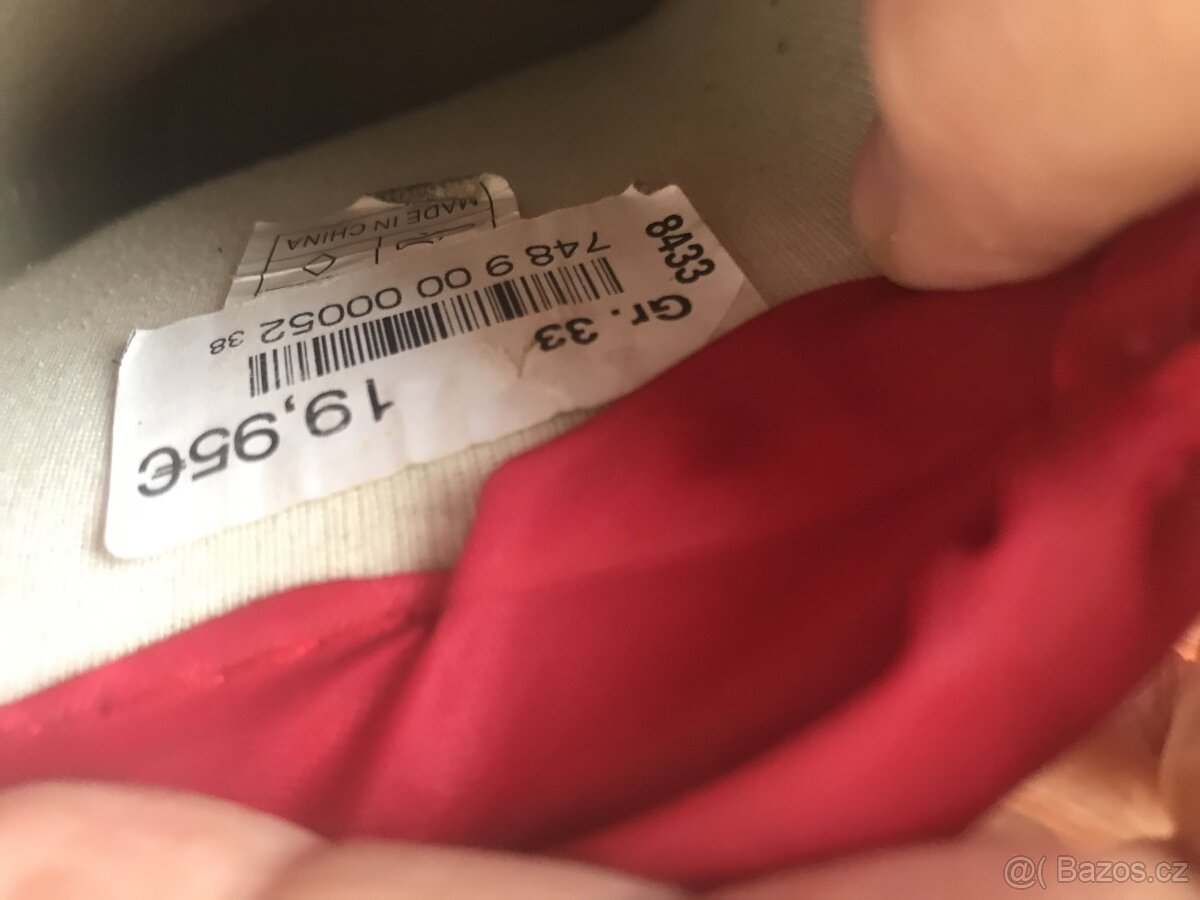 8433
Gr. 33
19,95€
748 9 00 00052 38
MADE IN CHINA
@( Bazos.cz